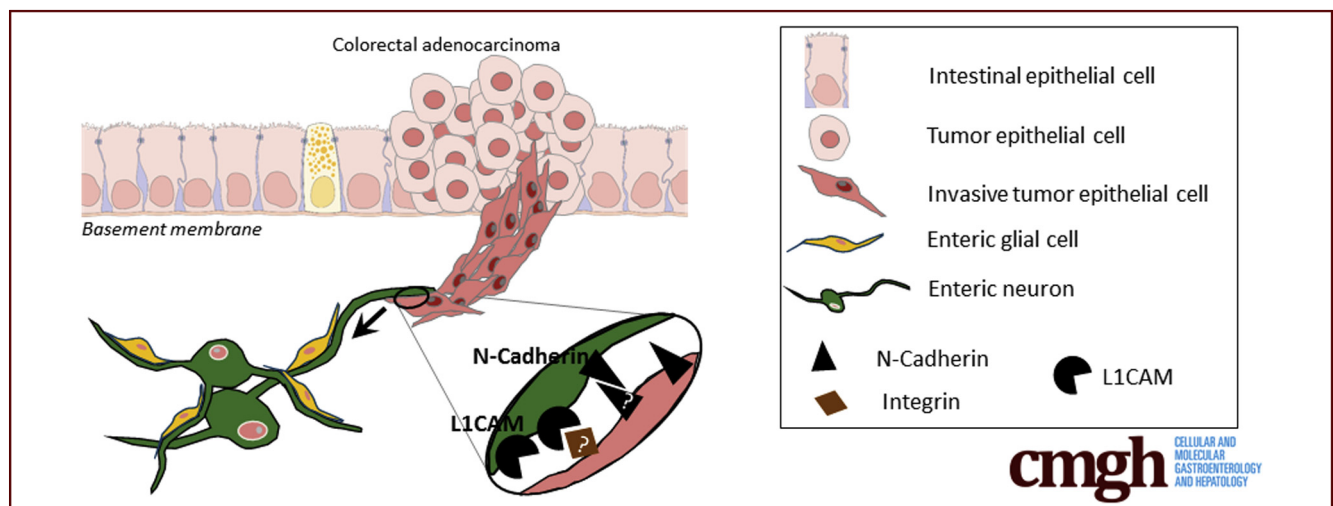 Colorectal adenocarcinoma
Basement membrane
N-Cadherin
?
L1CAM
?
Intestinal epithelial cell
Tumor epithelial cell
Invasive tumor epithelial cell
Enteric glial cell
Enteric neuron
N-Cadherin
L1CAM
Integrin
cmgh
CELLULAR AND
MOLECULAR
GASTROENTEROLOGY
AND HEPATOLOGY